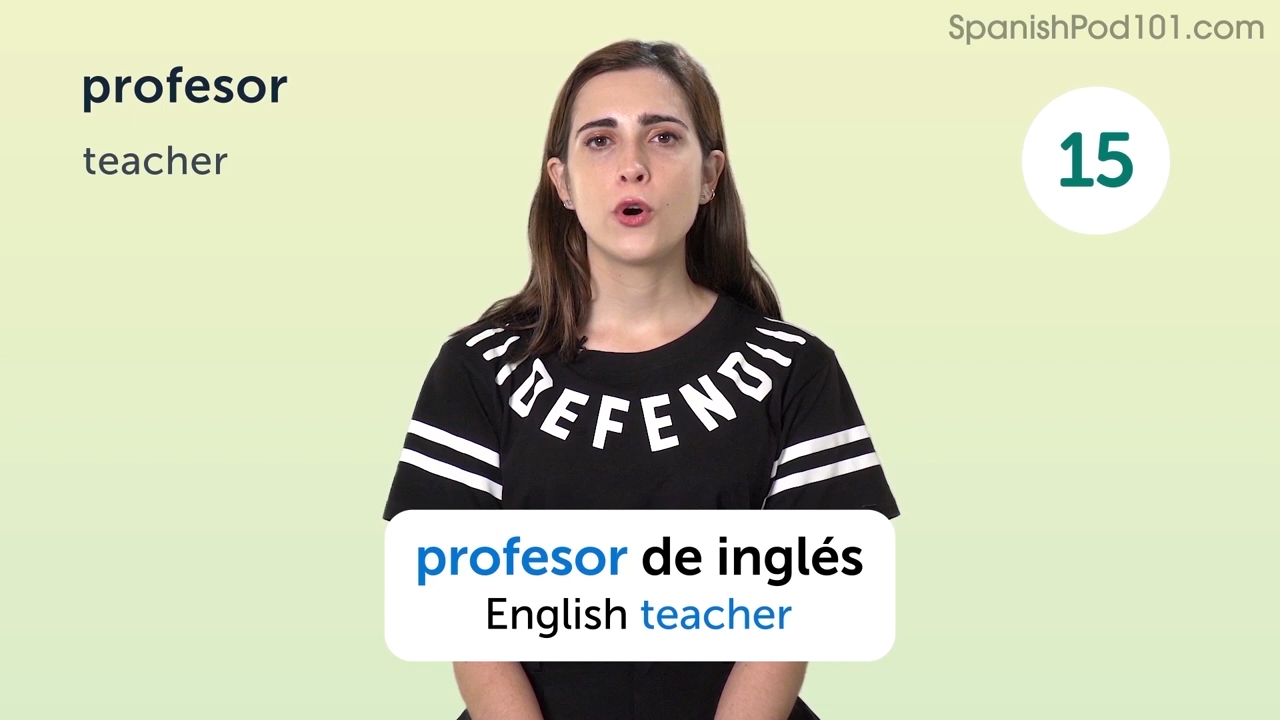 SpanishPod101.com
profesor
teacher
15
DEFEND
profesor de inglés
English teacher